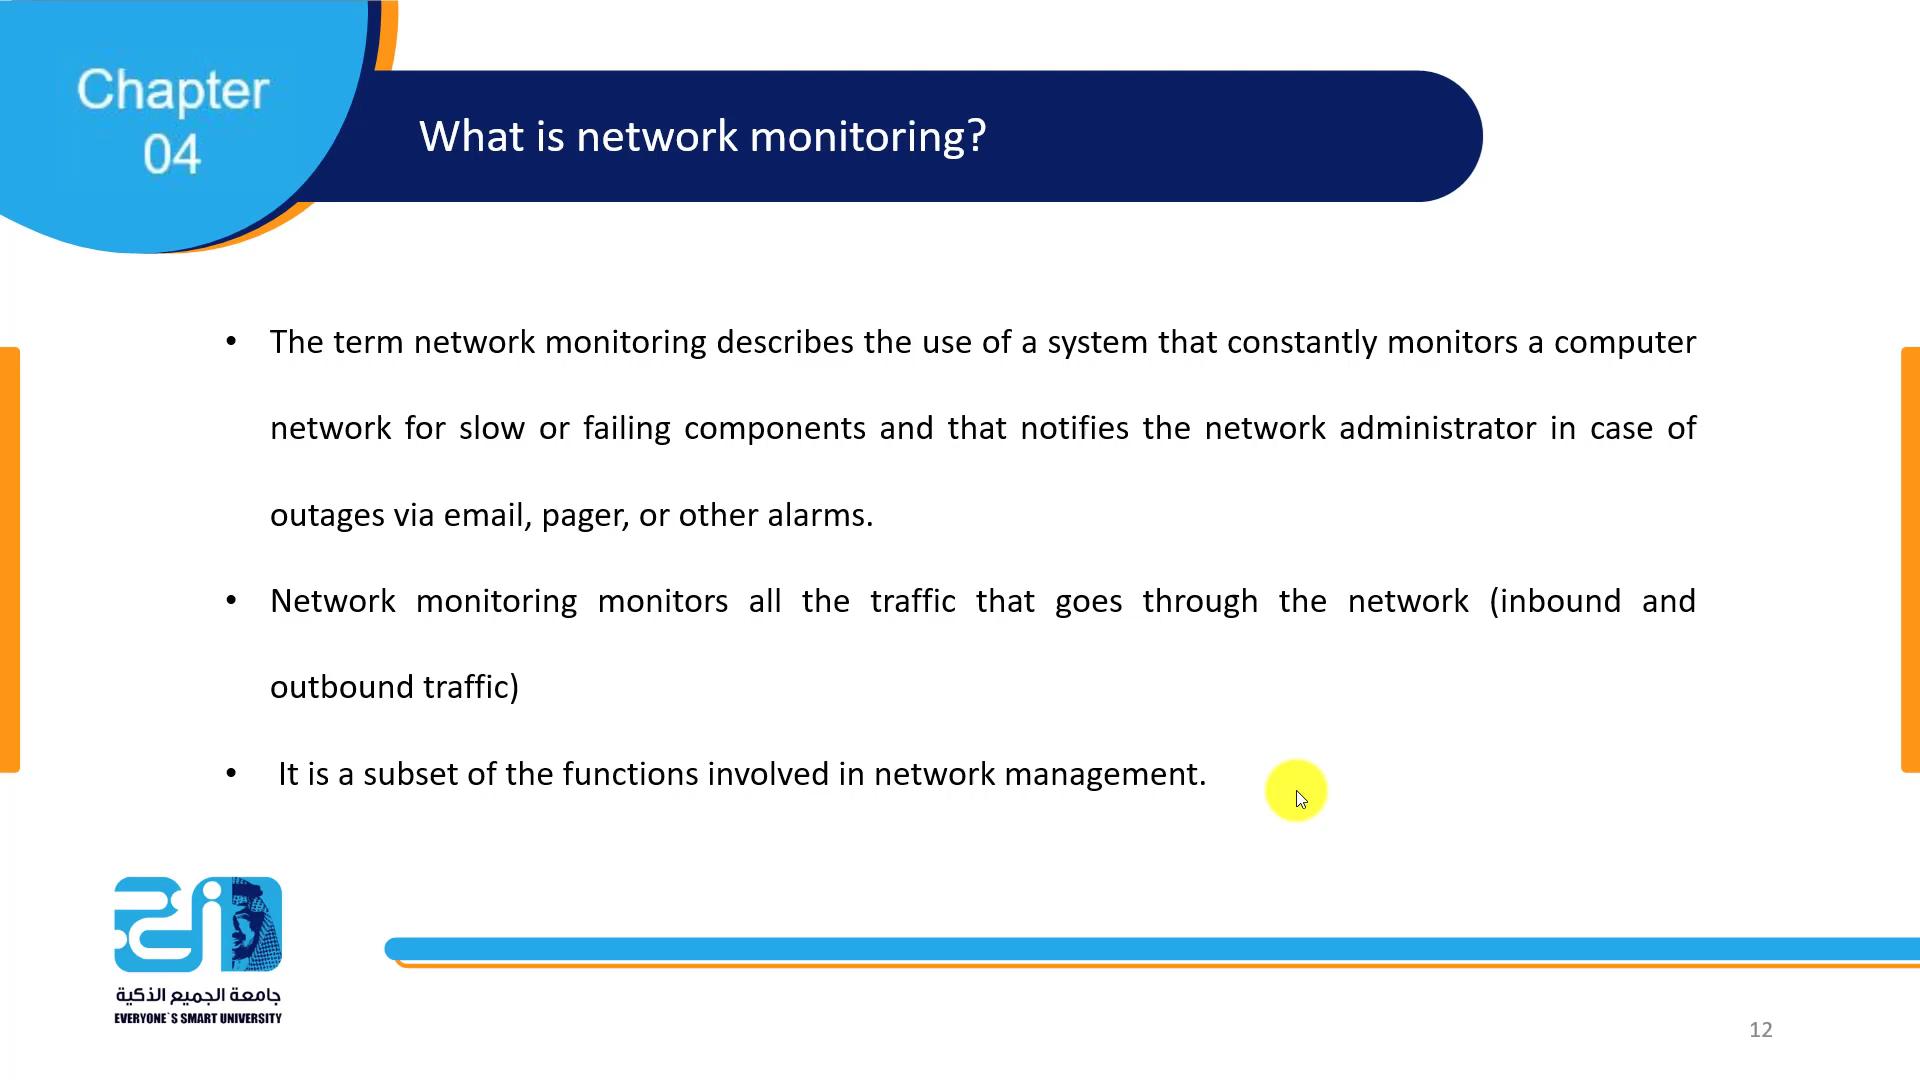 Chapter
04
What is network monitoring?
• The term network monitoring describes the use of a system that constantly monitors a computer
network for slow or failing components and that notifies the network administrator in case of
outages via email, pager, or other alarms.
• Network monitoring monitors all the traffic that goes through the network (inbound and
outbound traffic)
• It is a subset of the functions involved in network management.
جامعة الجميع الذكية
EVERYONE`S SMART UNIVERSITY
12